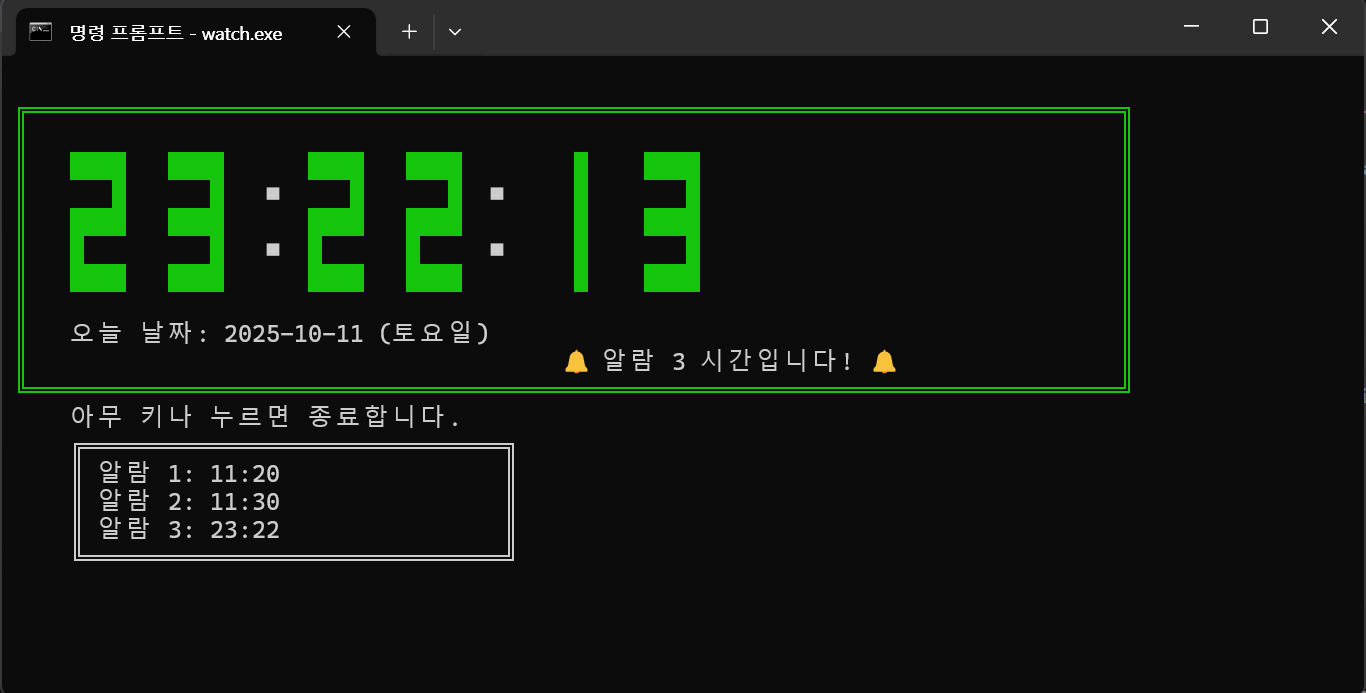 명령 프롬프트 - watch.exe
23:22:13
오늘 날짜: 2025-10-11 (토요일)
🔔 알람 3 시간입니다! 🔔
아무 키나 누르면 종료합니다.
알람 1: 11:20
알람 2: 11:30
알람 3: 23:22